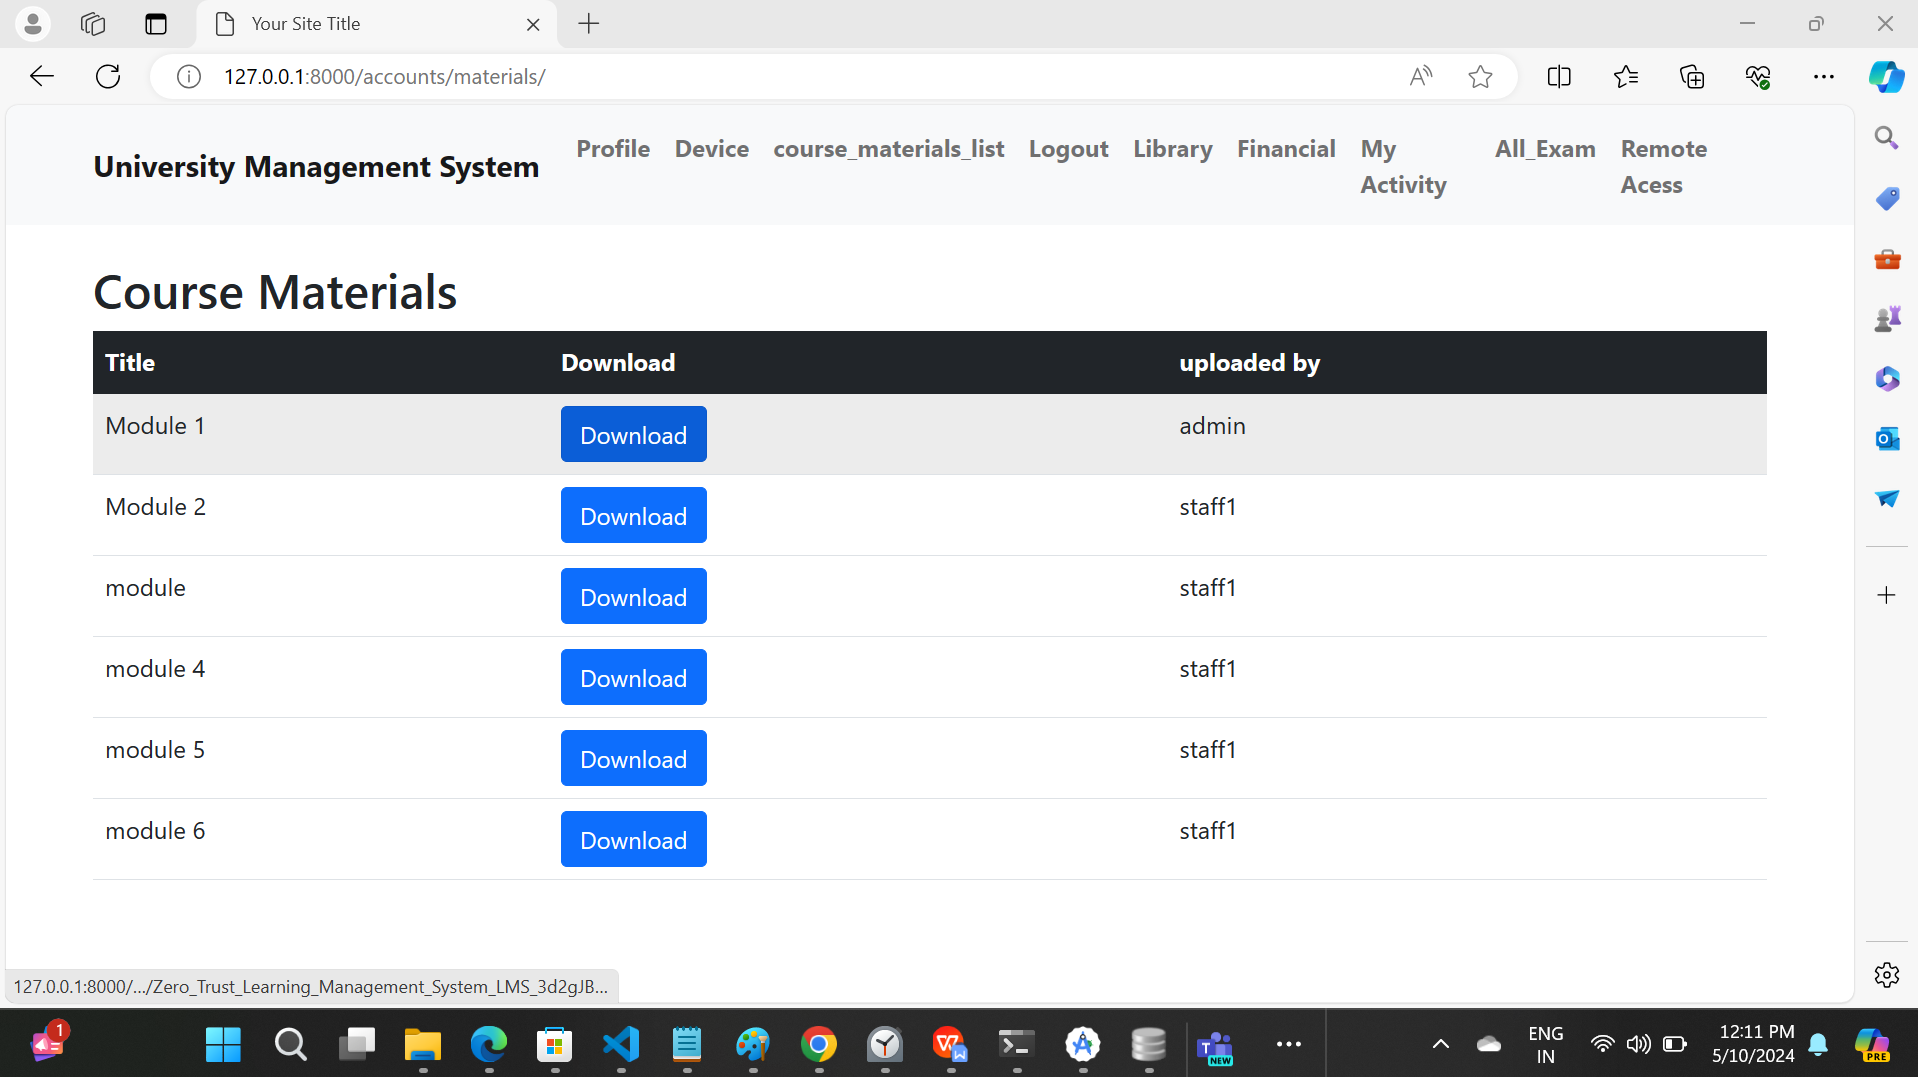 Your Site Title
127.0.0.1:8000/accounts/materials/
University Management System
Profile Device course_materials_list Logout Library Financial My Activity All_Exam Remote Acess
Course Materials
Title Download uploaded by
Module 1 Download admin
Module 2 Download staff1
module Download staff1
module 4 Download staff1
module 5 Download staff1
module 6 Download staff1
127.0.0.1:8000/.../Zero_Trust_Learning_Management_System_LMS_3d2gJB...
1
NEW
ENG
IN
12:11 PM
5/10/2024
PRE